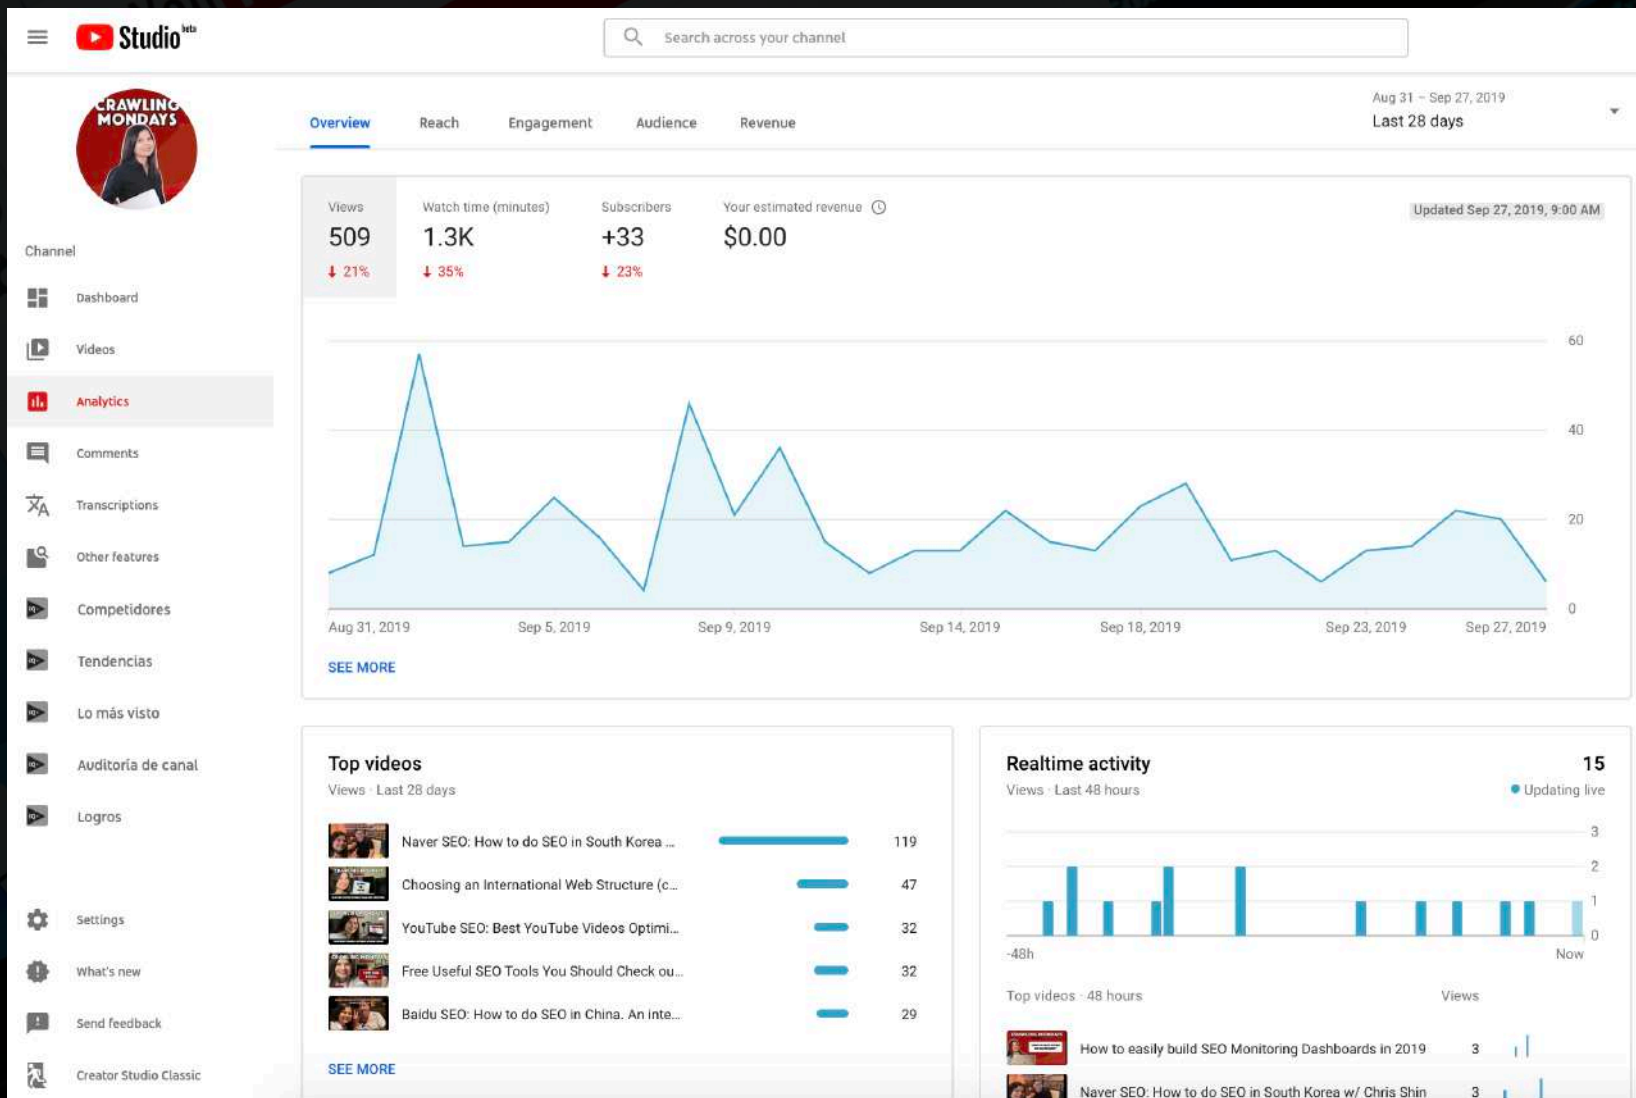 Studio beta
Search across your channel
CRAWLING
MONDAYS
Channel
Dashboard
Videos
Analytics
Comments
Transcriptions
Other features
Competidores
Tendencias
Lo más visto
Auditoría de canal
Logros
Settings
What's new
Send feedback
Creator Studio Classic
Overview Reach Engagement Audience Revenue
Aug 31 – Sep 27, 2019
Last 28 days
Views Watch time (minutes) Subscribers Your estimated revenue
509 1.3K +33 $0.00
21% 35% 23%
Updated Sep 27, 2019, 9:00 AM
60
40
20
0
Aug 31, 2019 Sep 5, 2019 Sep 9, 2019 Sep 14, 2019 Sep 18, 2019 Sep 23, 2019 Sep 27, 2019
SEE MORE
Top videos
Views · Last 28 days
Naver SEO: How to do SEO in South Korea ... 119
Choosing an International Web Structure (c... 47
YouTube SEO: Best YouTube Videos Optimi... 32
Free Useful SEO Tools You Should Check ou... 32
Baidu SEO: How to do SEO in China. An inte... 29
SEE MORE
Realtime activity 15
Views · Last 48 hours Updating live
3
2
1
0
-48h Now
Top videos · 48 hours Views
How to easily build SEO Monitoring Dashboards in 2019 3
Naver SEO: How to do SEO in South Korea w/ Chris Shin 3